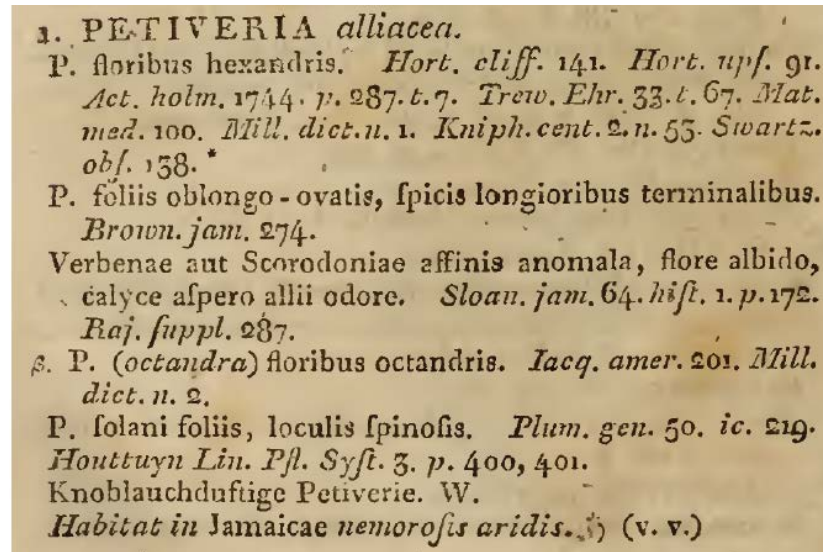 1. PETIVERIA alliacea.
P. floribus hexandris. Hort. cliff. 141. Hort. upſ. 91.
Act. holm. 1744. p. 287. t. 7. Trew. Ehr. 33. t. 67. Mat.
med. 100. Mill. dict. n. 1. Kniph. cent. 2. n. 53. Swartz.
obſ. 138. *
P. foliis oblongo-ovatis, ſpicis longioribus terminalibus.
Brown. jam. 274.
Verbenae aut Scorodoniae affinis anomala, flore albido,
calyce aſpero allii odore. Sloan. jam. 64. hiſt. 1. p. 172.
Raj. ſuppl. 287.
β. P. (octandra) floribus octandris. Iacq. amer. 201. Mill.
dict. n. 2.
P. ſolani foliis, loculis ſpinoſis. Plum. gen. 50. ic. 219.
Houttuyn Lin. Pfl. Syſt. 3. p. 400, 401.
Knoblauchduftige Petiverie. W.
Habitat in Jamaicae nemoroſis aridis. (v. v.)